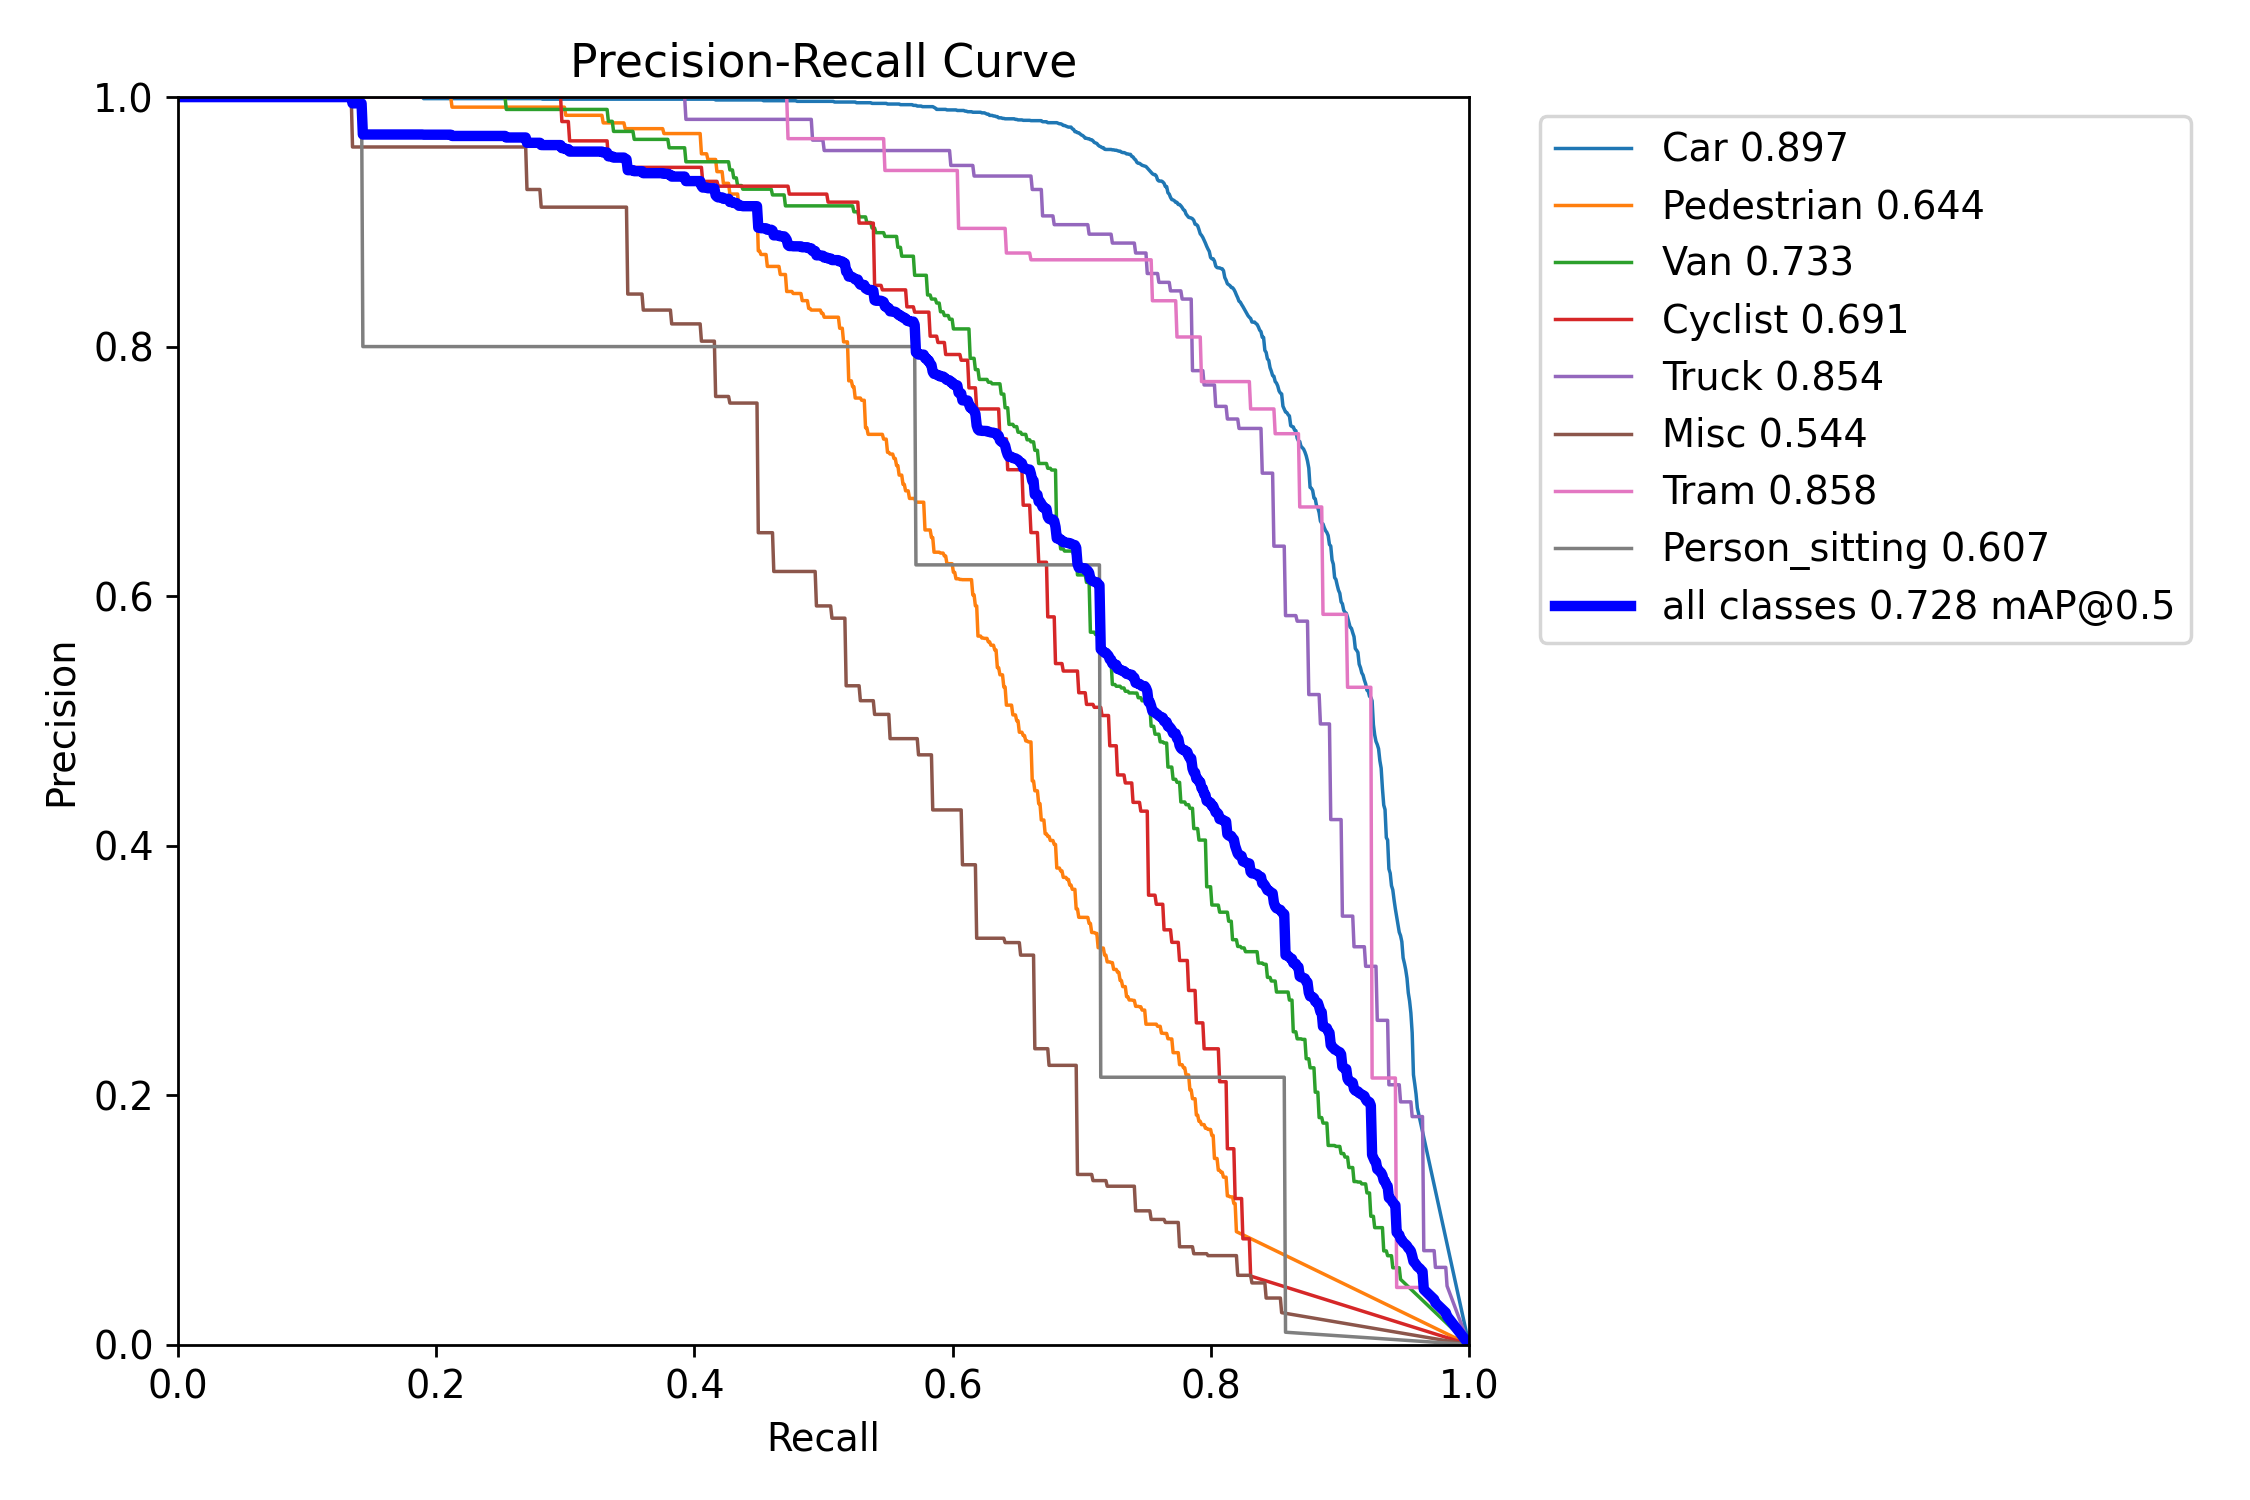 Precision-Recall Curve
1.0
0.8
0.6
0.4
0.2
0.0
Precision
0.0 0.2 0.4 0.6 0.8 1.0
Recall
Car 0.897
Pedestrian 0.644
Van 0.733
Cyclist 0.691
Truck 0.854
Misc 0.544
Tram 0.858
Person_sitting 0.607
all classes 0.728 mAP@0.5